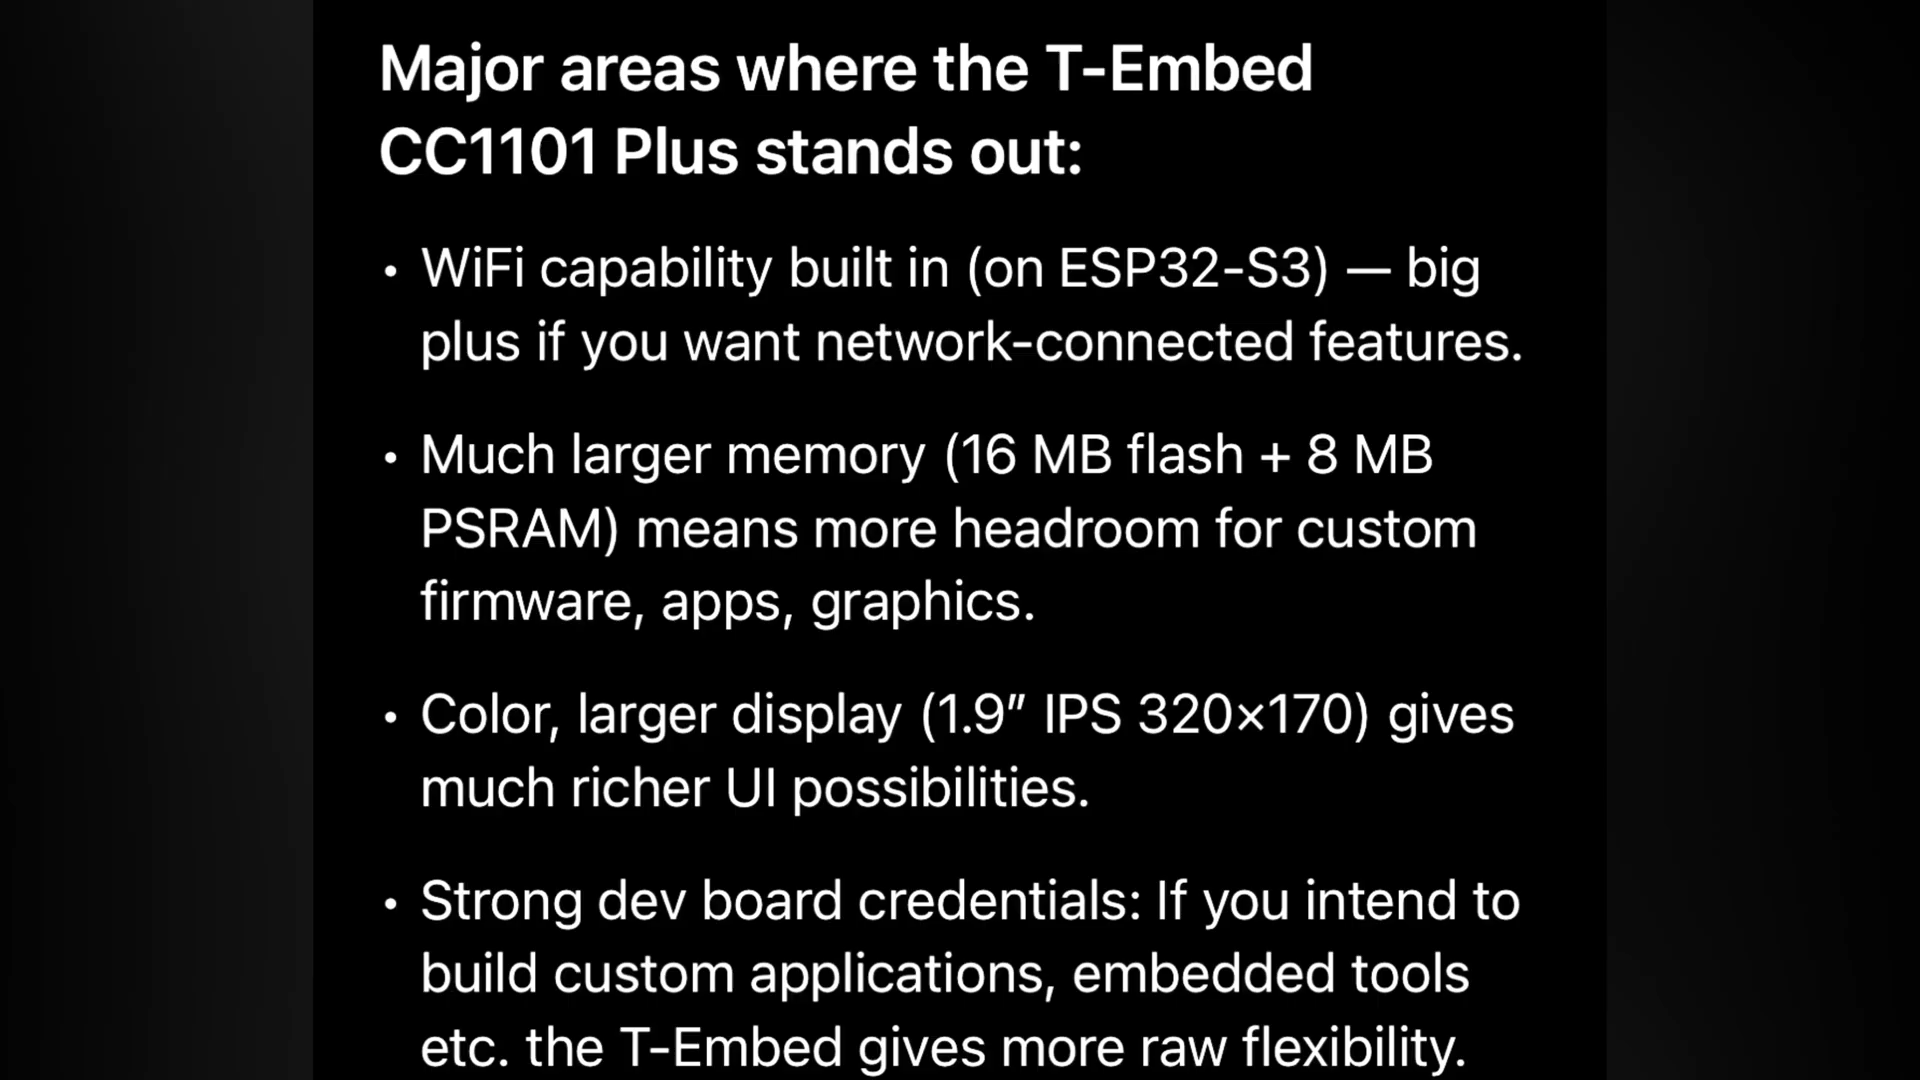 Major areas where the T-Embed
CC1101 Plus stands out:
• WiFi capability built in (on ESP32-S3) — big
plus if you want network-connected features.
• Much larger memory (16 MB flash + 8 MB
PSRAM) means more headroom for custom
firmware, apps, graphics.
• Color, larger display (1.9″ IPS 320×170) gives
much richer UI possibilities.
• Strong dev board credentials: If you intend to
build custom applications, embedded tools
etc. the T-Embed gives more raw flexibility.